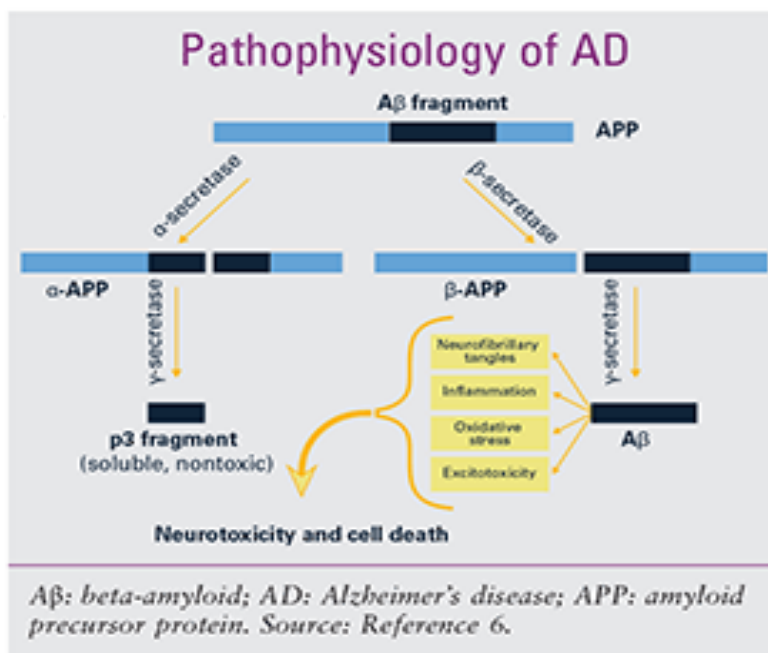 Pathophysiology of AD
Aβ fragment
APP
α-secretase
β-secretase
α-APP
β-APP
γ-secretase
γ-secretase
Neurofibrillary
tangles
Inflammation
Oxidative
stress
Excitotoxicity
p3 fragment
(soluble, nontoxic)
Aβ
Neurotoxicity and cell death
Aβ: beta-amyloid; AD: Alzheimer's disease; APP: amyloid
precursor protein. Source: Reference 6.